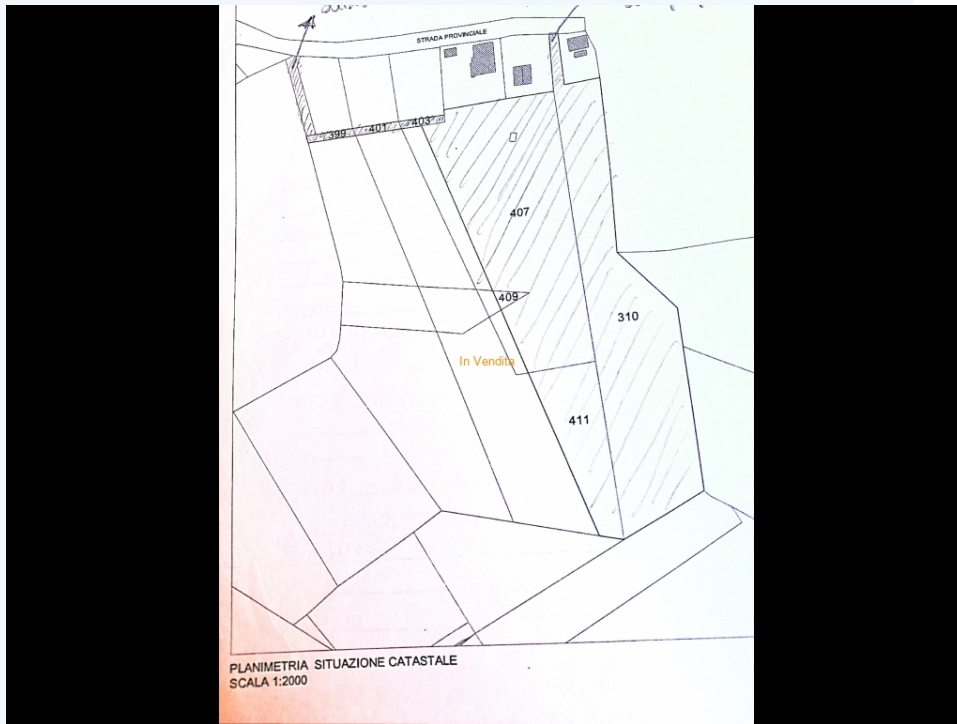 STRADA PROVINCIALE
399
401
403
407
409
310
In Vendita
411
PLANIMETRIA SITUAZIONE CATASTALE
SCALA 1:2000